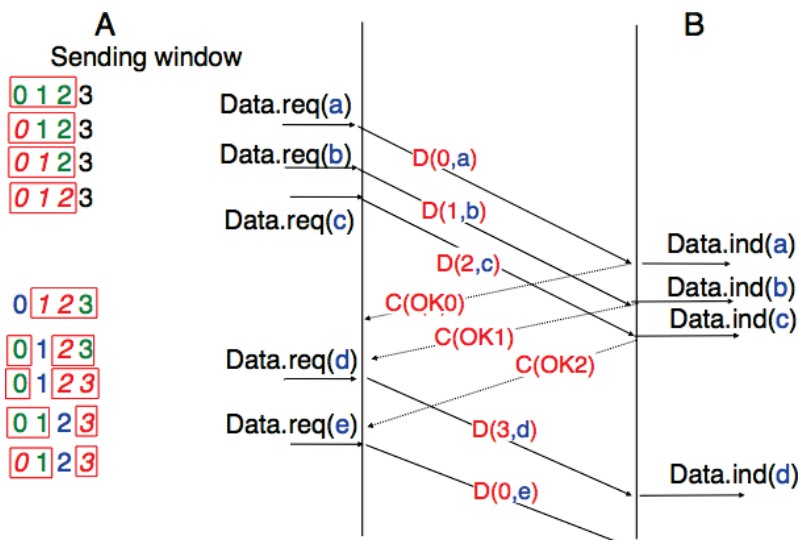 A
B
Sending window
0 1 2 3
Data.req(a)
0 1 2 3
Data.req(b)
D(0,a)
0 1 2 3
0 1 2 3
D(1,b)
Data.req(c)
Data.ind(a)
D(2,c)
Data.ind(b)
0 1 2 3
C(OK0)
Data.ind(c)
C(OK1)
0 1 2 3
Data.req(d)
C(OK2)
0 1 2 3
0 1 2 3
Data.req(e)
D(3,d)
0 1 2 3
Data.ind(d)
D(0,e)